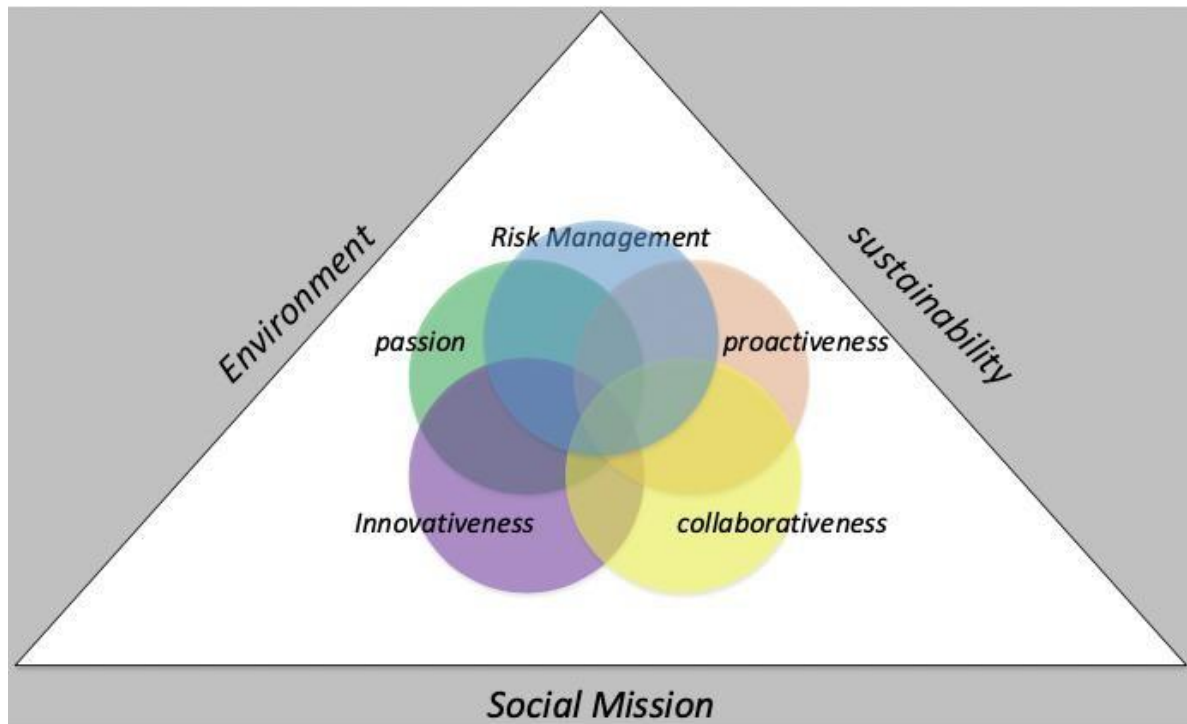 Risk Management
Environment
sustainability
passion
proactiveness
Innovativeness
collaborativeness
Social Mission